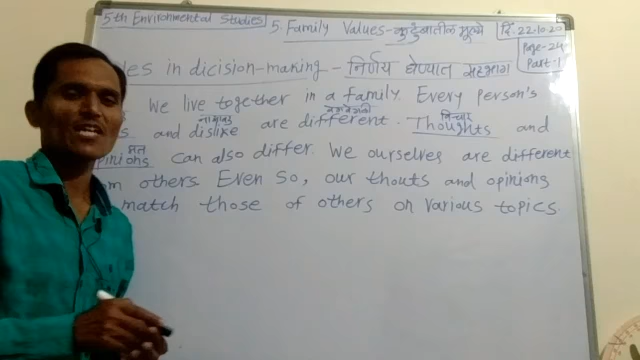 5th Environmental Studies
5. Family Values - कुटुंबातील मूल्ये
दि. 22.10.20
Page-24
Part-1
in dicision-making - निर्णय घेण्यात सहभाग
We live together in a family. Every person's
नावड वेगवेगळी विचार
and dislike are different. Thoughts and
मत
opinions can also differ. We ourselves are different
others Even so, our thouts and opinions
match those of others on various topics.